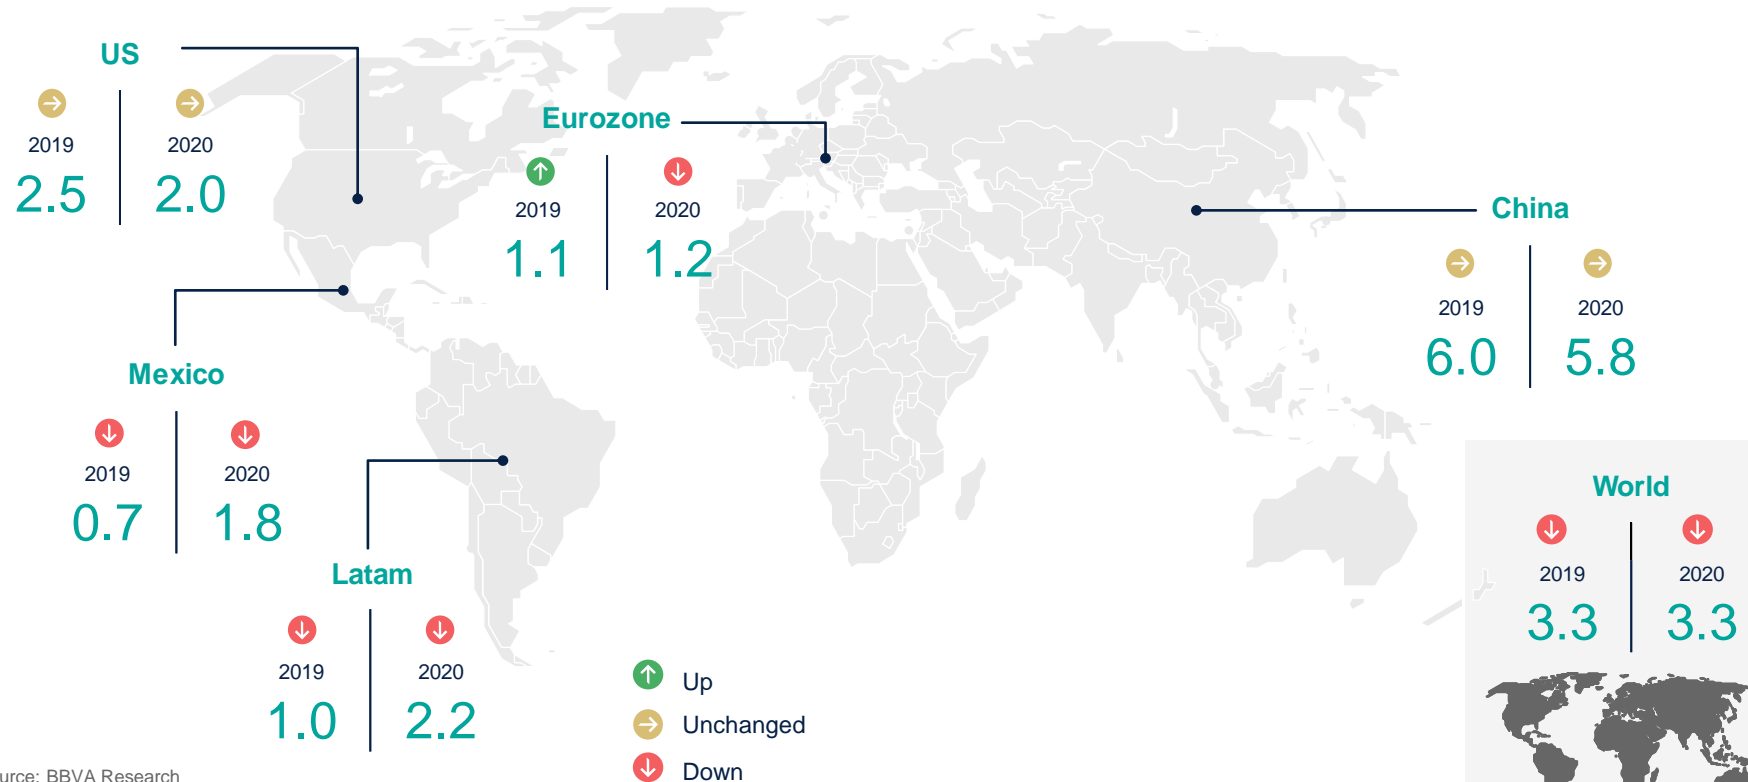 US
2019 2020
2.5 2.0
Eurozone
2019 2020
1.1 1.2
China
2019 2020
6.0 5.8
Mexico
2019 2020
0.7 1.8
Latam
2019 2020
1.0 2.2
World
2019 2020
3.3 3.3
Up
Unchanged
Down
urce: BBVA Research